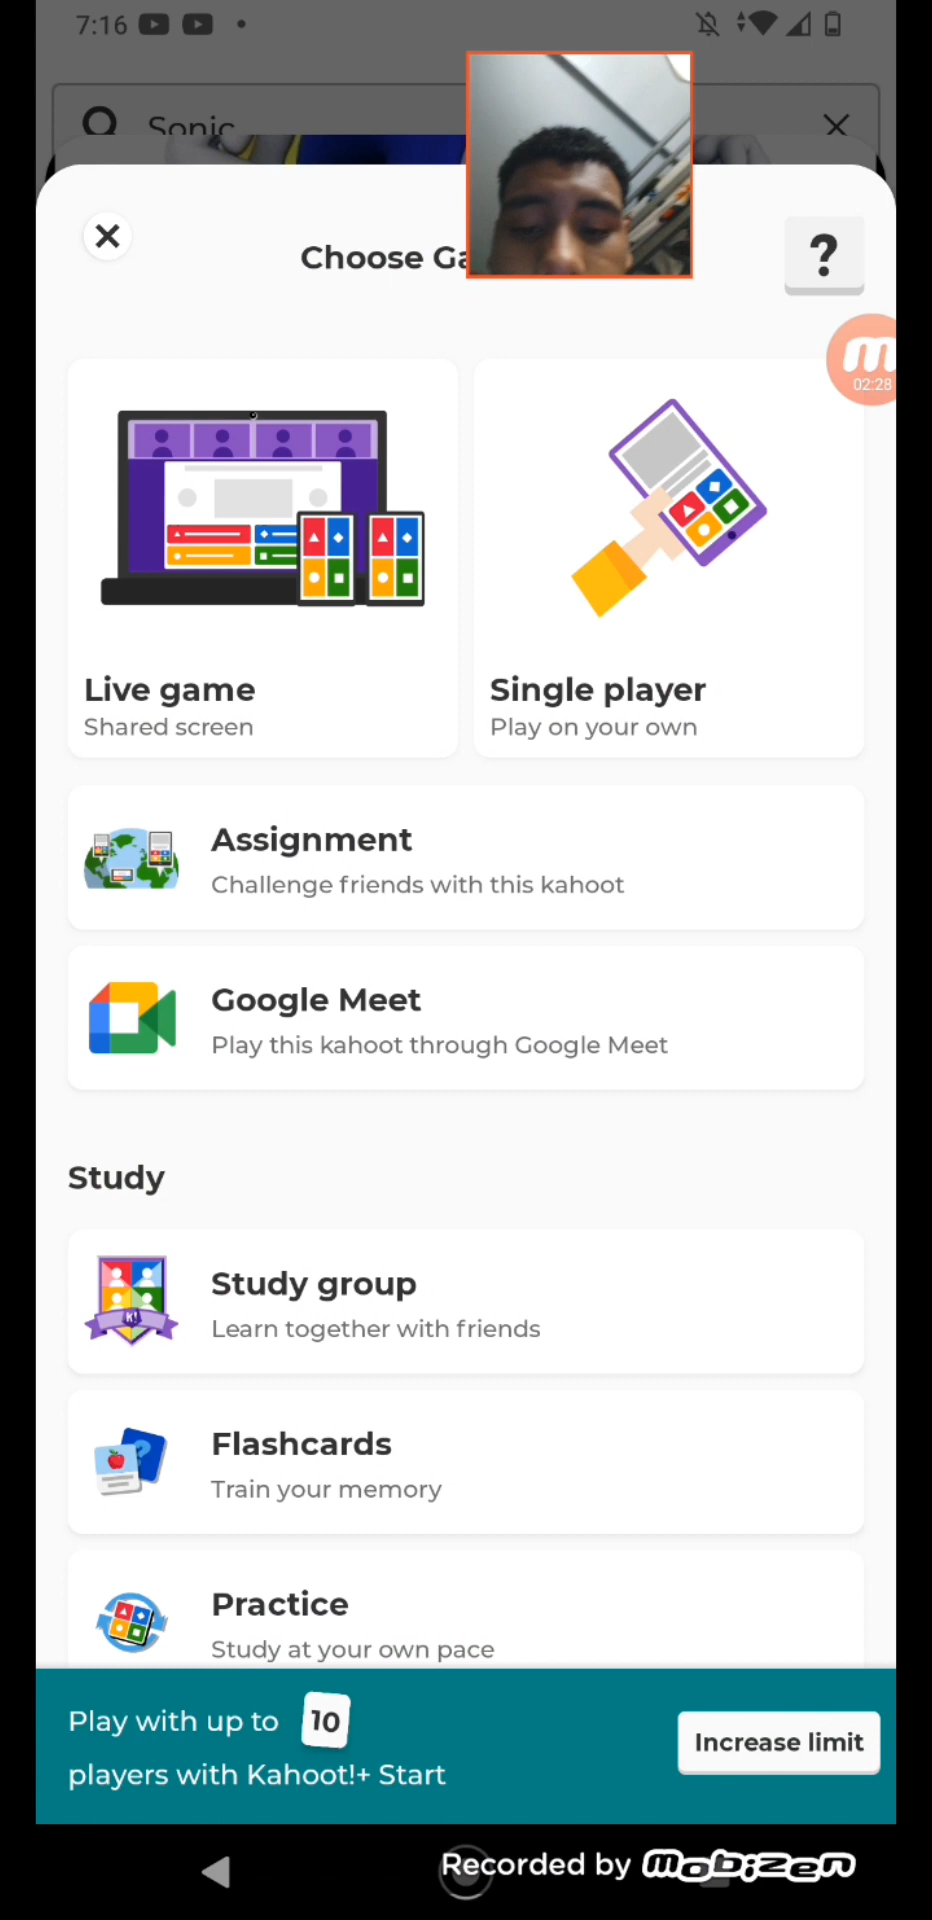 7:16
Sonic
Choose Ga
?
02:28
Live game
Shared screen
Single player
Play on your own
Assignment
Challenge friends with this kahoot
Google Meet
Play this kahoot through Google Meet
Study
K!
Study group
Learn together with friends
?
Flashcards
Train your memory
Practice
Study at your own pace
Play with up to 10
players with Kahoot!+ Start
Increase limit
Recorded by mobizen